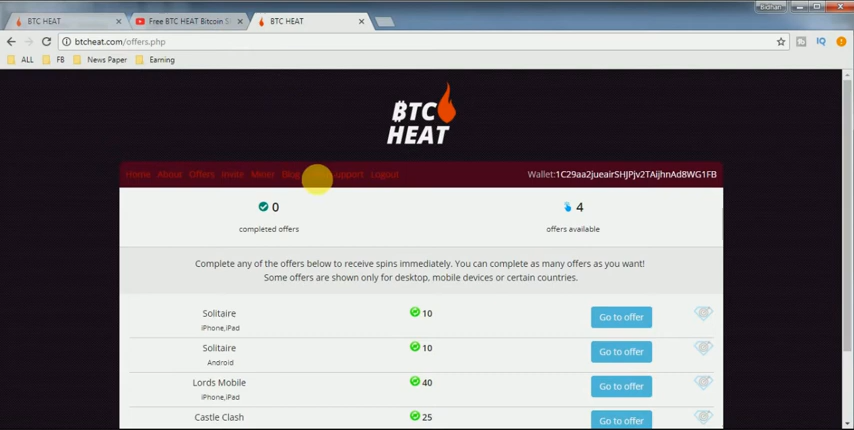 Bidhan
BTC HEAT
Free BTC HEAT Bitcoin S
BTC HEAT
btcheat.com/offers.php
ALL FB News Paper Earning
BTC
HEAT
Home About Offers Invite Miner Blog Support Logout
Wallet:1C29aa2jueairSHJPjv2TAijhnAd8WG1FB
0
completed offers
4
offers available
Complete any of the offers below to receive spins immediately. You can complete as many offers as you want!
Some offers are shown only for desktop, mobile devices or certain countries.
Solitaire 10 Go to offer
iPhone,iPad
Solitaire 10 Go to offer
Android
Lords Mobile 40 Go to offer
iPhone,iPad
Castle Clash 25 Go to offer